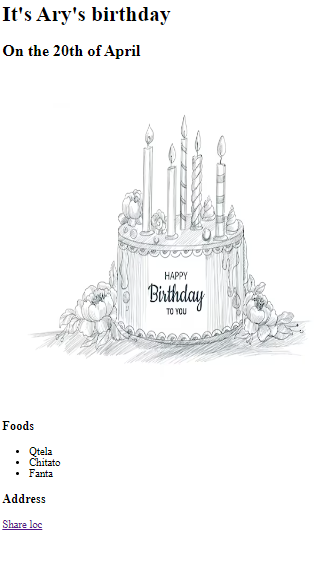 It's Ary's birthday
On the 20th of April
HAPPY
Birthday
TO YOU
Foods
Qtela
Chitato
Fanta
Address
Share loc